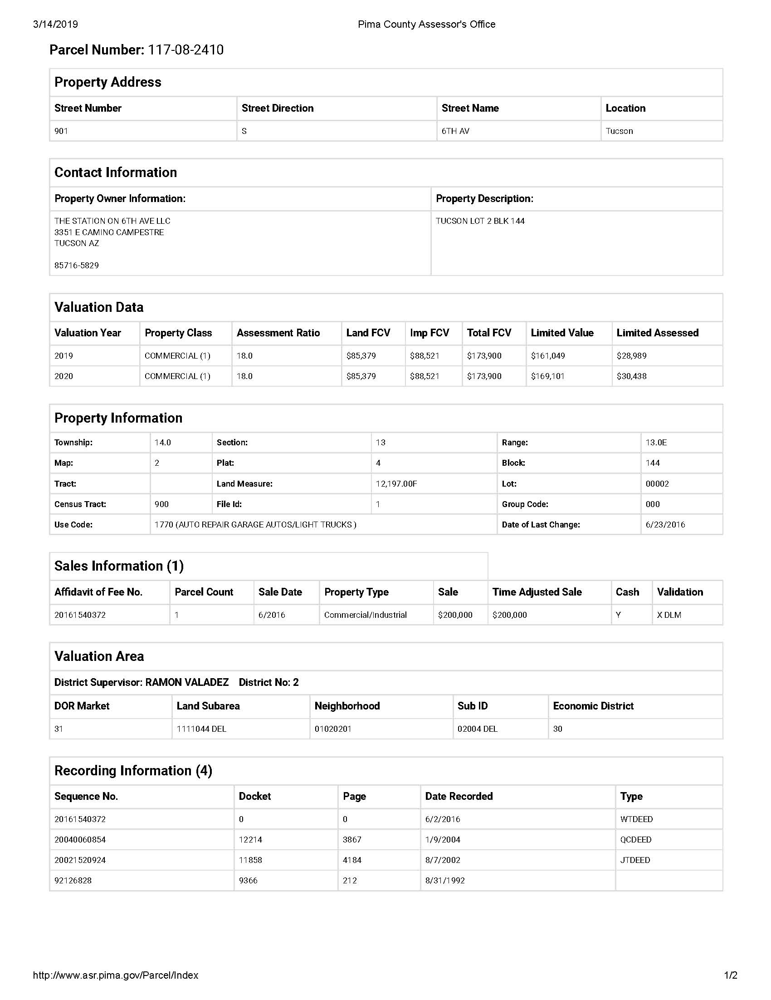 3/14/2019 Pima County Assessor's Office
Parcel Number: 117-08-2410
Property Address
Street Number Street Direction Street Name Location
901 S 6TH AV Tucson
Contact Information
Property Owner Information: Property Description:
THE STATION ON 6TH AVE LLC TUCSON LOT 2 BLK 144
3351 E CAMINO CAMPESTRE
TUCSON AZ
85716-5829
Valuation Data
Valuation Year Property Class Assessment Ratio Land FCV Imp FCV Total FCV Limited Value Limited Assessed
2019 COMMERCIAL (1) 18.0 $85,379 $88,521 $173,900 $161,049 $28,989
2020 COMMERCIAL (1) 18.0 $85,379 $88,521 $173,900 $169,101 $30,438
Property Information
Township: 14.0 Section: 13 Range: 13.0E
Map: 2 Plat: 4 Block: 144
Tract: Land Measure: 12,197.00F Lot: 00002
Census Tract: 900 File Id: 1 Group Code: 000
Use Code: 1770 (AUTO REPAIR GARAGE AUTOS/LIGHT TRUCKS ) Date of Last Change: 6/23/2016
Sales Information (1)
Affidavit of Fee No. Parcel Count Sale Date Property Type Sale Time Adjusted Sale Cash Validation
20161540372 1 6/2016 Commercial/Industrial $200,000 $200,000 Y X DLM
Valuation Area
District Supervisor: RAMON VALADEZ District No: 2
DOR Market Land Subarea Neighborhood Sub ID Economic District
31 1111044 DEL 01020201 02004 DEL 30
Recording Information (4)
Sequence No. Docket Page Date Recorded Type
20161540372 0 0 6/2/2016 WTDEED
20040060854 12214 3867 1/9/2004 QCDEED
20021520924 11858 4184 8/7/2002 JTDEED
92126828 9366 212 8/31/1992
http://www.asr.pima.gov/Parcel/Index 1/2